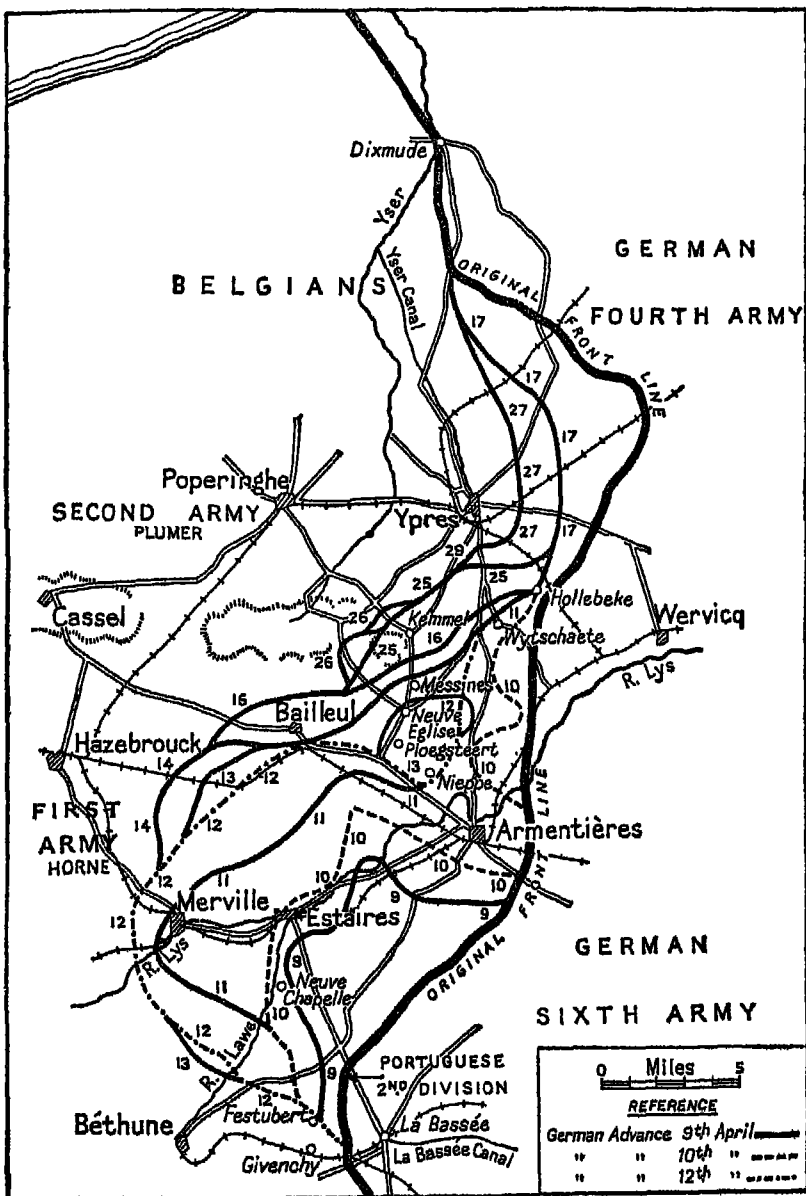 Dixmude
Yser
Yser Canal
BELGIANS
GERMAN
FOURTH ARMY
ORIGINAL FRONT LINE
17
17
27
17
27
27
17
Poperinghe
SECOND ARMY
PLUMER
Ypres
29
25
25
Cassel
26
Kemmel
25
26
16
11
Hollebeke
Wytschaete
Wervicq
R. Lys
Messines
10
12
16
Bailleul
Neuve
Eglise
Ploegsteert
Hazebrouck
14
13
12
13
Nieppe
10
11
FIRST
ARMY
HORNE
14
12
11
10
Armentières
LINE
12
11
10
10
10
FRONT
Merville
12
Estaires
9
9
ORIGINAL
R. Lys
9
GERMAN
SIXTH ARMY
11
Neuve
Chapelle
10
12
13
R. Lawe
9
PORTUGUESE
2ND DIVISION
12
Béthune
Festubert
La Bassée
Givenchy
La Bassée Canal
0 Miles 5
REFERENCE
German Advance 9th April
" " 10th "
" " 12th "